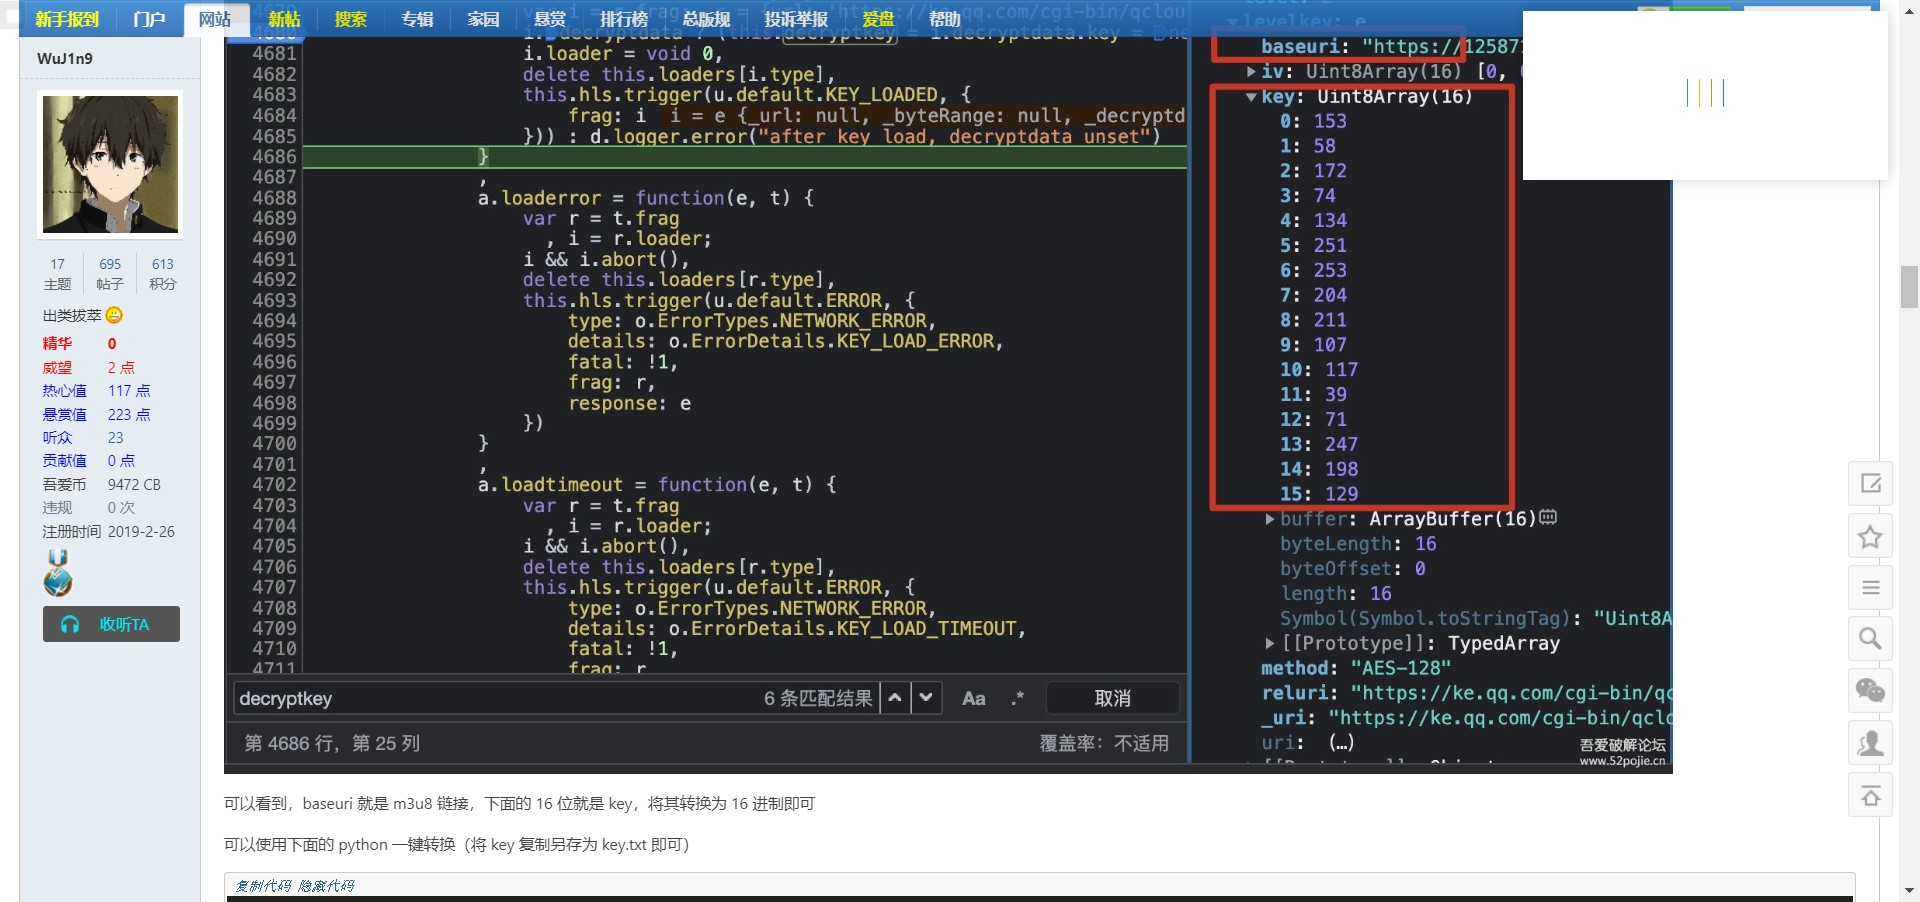 新手报到 门户 网站 新帖 搜索 专辑 家园 悬赏 排行榜 总版规 投诉举报 爱盘 帮助
WuJ1n9
17 695 613
主题 帖子 积分
出类拔萃
精华 0
威望 2 点
热心值 117 点
悬赏值 223 点
听众 23
贡献值 0 点
吾爱币 9472 CB
违规 0 次
注册时间 2019-2-26
收听TA
4681 i.loader = void 0,
4682 delete this.loaders[i.type],
4683 this.hls.trigger(u.default.KEY_LOADED, {
4684 frag: i i = e {_url: null, _byteRange: null, _decryptd
4685 })) : d.logger.error("after key load, decryptdata unset")
4686 }
4687 ,
4688 a.loaderror = function(e, t) {
4689 var r = t.frag
4690 , i = r.loader;
4691 i && i.abort(),
4692 delete this.loaders[r.type],
4693 this.hls.trigger(u.default.ERROR, {
4694 type: o.ErrorTypes.NETWORK_ERROR,
4695 details: o.ErrorDetails.KEY_LOAD_ERROR,
4696 fatal: !1,
4697 frag: r,
4698 response: e
4699 })
4700 }
4701 ,
4702 a.loadtimeout = function(e, t) {
4703 var r = t.frag
4704 , i = r.loader;
4705 i && i.abort(),
4706 delete this.loaders[r.type],
4707 this.hls.trigger(u.default.ERROR, {
4708 type: o.ErrorTypes.NETWORK_ERROR,
4709 details: o.ErrorDetails.KEY_LOAD_TIMEOUT,
4710 fatal: !1,
4711 frag: r
decryptkey 6 条匹配结果 Aa .* 取消
第 4686 行，第 25 列 覆盖率：不适用
levelkey: e
baseuri: "https://12587
iv: Uint8Array(16) [0,
key: Uint8Array(16)
0: 153
1: 58
2: 172
3: 74
4: 134
5: 251
6: 253
7: 204
8: 211
9: 107
10: 117
11: 39
12: 71
13: 247
14: 198
15: 129
buffer: ArrayBuffer(16)
byteLength: 16
byteOffset: 0
length: 16
Symbol(Symbol.toStringTag): "Uint8A
[[Prototype]]: TypedArray
method: "AES-128"
reluri: "https://ke.qq.com/cgi-bin/qc
_uri: "https://ke.qq.com/cgi-bin/qclo
uri: (…)
吾爱破解论坛
www.52pojie.cn
可以看到，baseuri 就是 m3u8 链接，下面的 16 位就是 key，将其转换为 16 进制即可
可以使用下面的 python 一键转换（将 key 复制另存为 key.txt 即可）
复制代码 隐藏代码